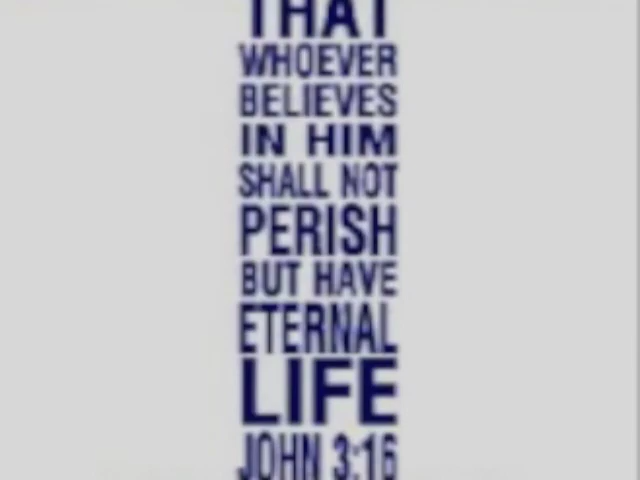 THAT
WHOEVER
BELIEVES
IN HIM
SHALL NOT
PERISH
BUT HAVE
ETERNAL
LIFE
JOHN 3:16